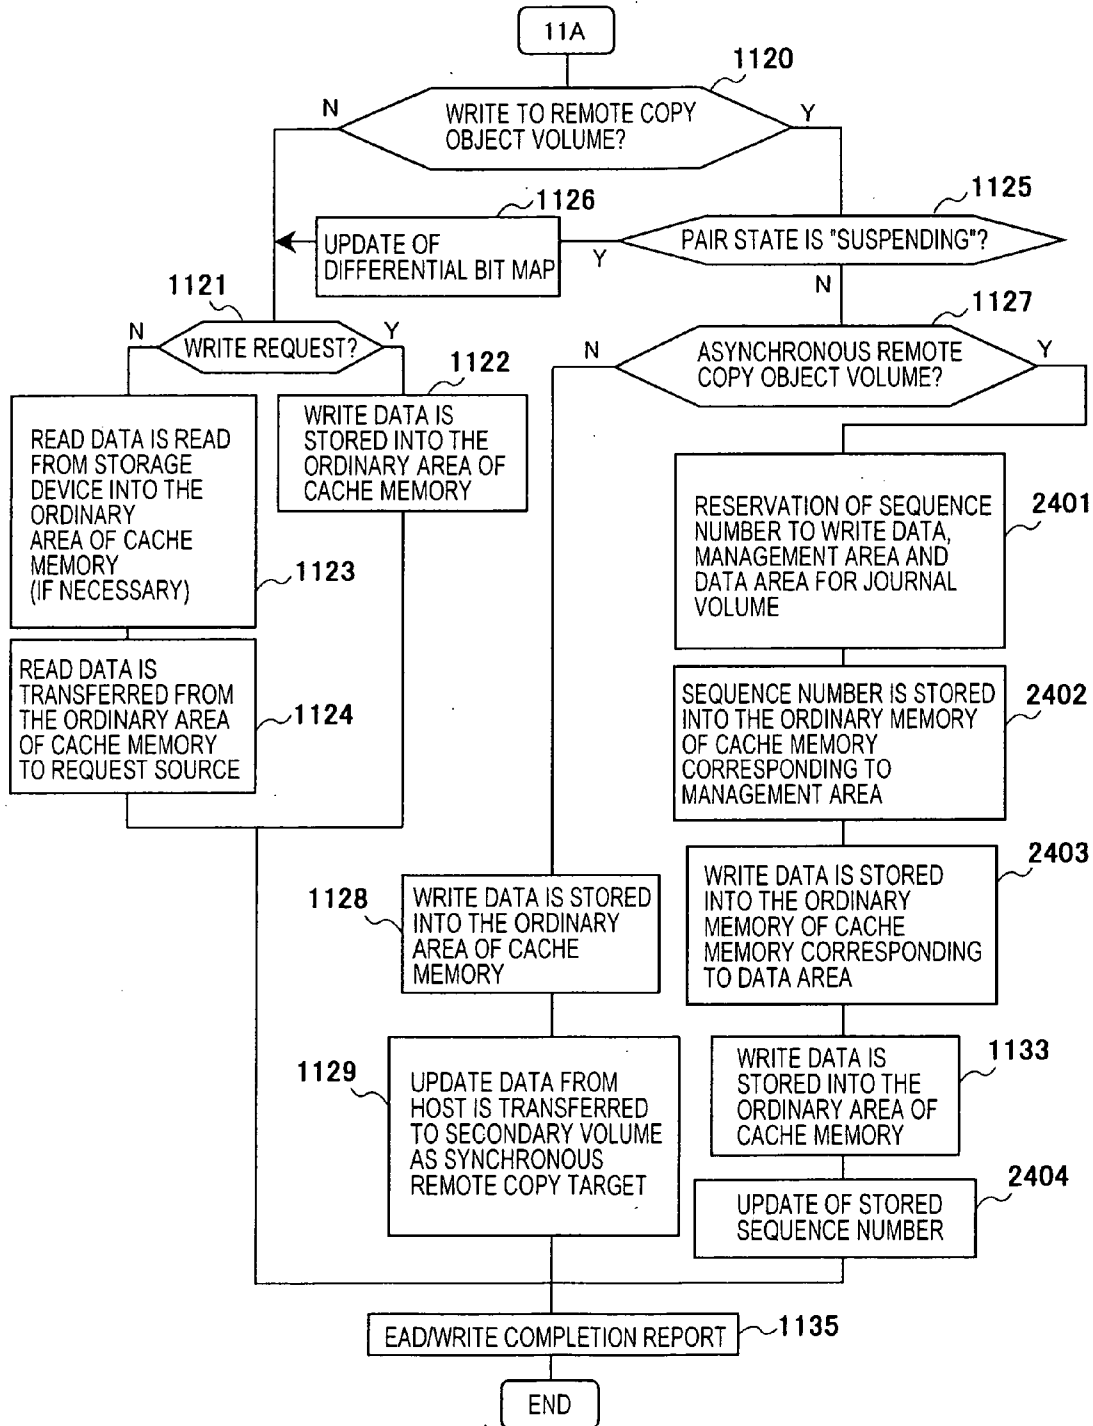 11A
1120
N
WRITE TO REMOTE COPY
OBJECT VOLUME?
Y
1125
1126
PAIR STATE IS "SUSPENDING"?
UPDATE OF
DIFFERENTIAL BIT MAP
Y
N
1121
1127
N
WRITE REQUEST?
Y
N
ASYNCHRONOUS REMOTE
COPY OBJECT VOLUME?
Y
1122
WRITE DATA IS
STORED INTO THE
ORDINARY AREA OF
CACHE MEMORY
READ DATA IS READ
FROM STORAGE
DEVICE INTO THE
ORDINARY
AREA OF CACHE
MEMORY
(IF NECESSARY)
1123
RESERVATION OF SEQUENCE
NUMBER TO WRITE DATA,
MANAGEMENT AREA AND
DATA AREA FOR JOURNAL
VOLUME
2401
READ DATA IS
TRANSFERRED FROM
THE ORDINARY AREA
OF CACHE MEMORY
TO REQUEST SOURCE
1124
SEQUENCE NUMBER IS STORED
INTO THE ORDINARY MEMORY
OF CACHE MEMORY
CORRESPONDING TO
MANAGEMENT AREA
2402
2403
WRITE DATA IS STORED
INTO THE ORDINARY
MEMORY OF CACHE
MEMORY CORRESPONDING
TO DATA AREA
1128
WRITE DATA IS STORED
INTO THE ORDINARY
AREA OF CACHE
MEMORY
1133
WRITE DATA IS
STORED INTO THE
ORDINARY AREA OF
CACHE MEMORY
1129
UPDATE DATA FROM
HOST IS TRANSFERRED
TO SECONDARY VOLUME
AS SYNCHRONOUS
REMOTE COPY TARGET
2404
UPDATE OF STORED
SEQUENCE NUMBER
EAD/WRITE COMPLETION REPORT
1135
END